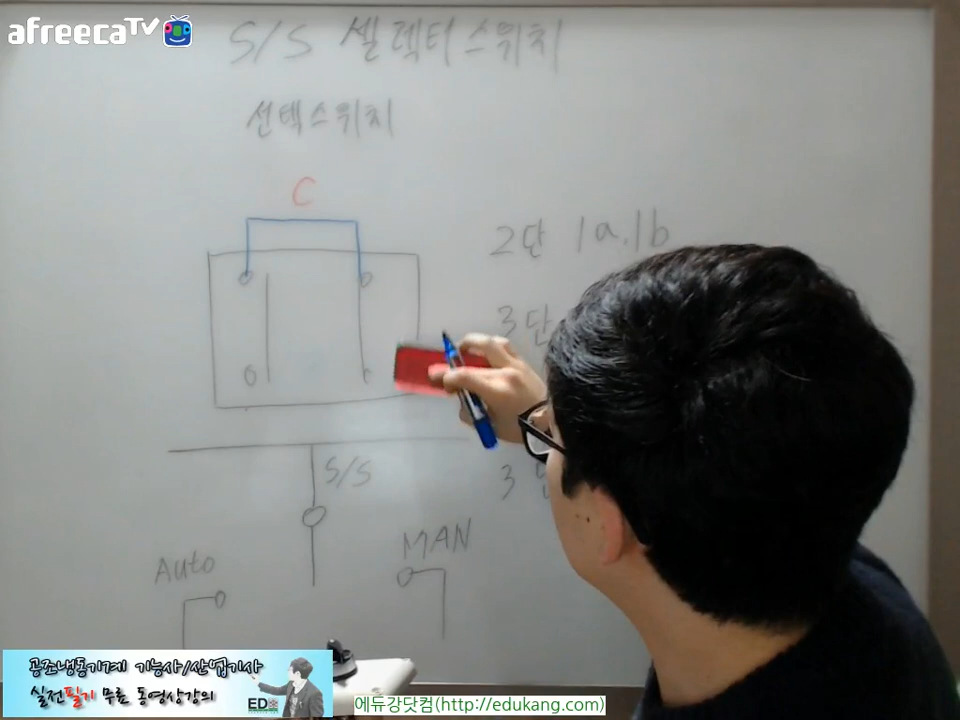 afreecaTV
S/S 셀렉터 스위치
선택스위치
C
2단 1a.1b
3단
S/S
3
MAN
Auto
공조냉동기계 기능사/산업기사
실전필기 무료 동영상강의
EDU
에듀강닷컴(http://edukang.com)